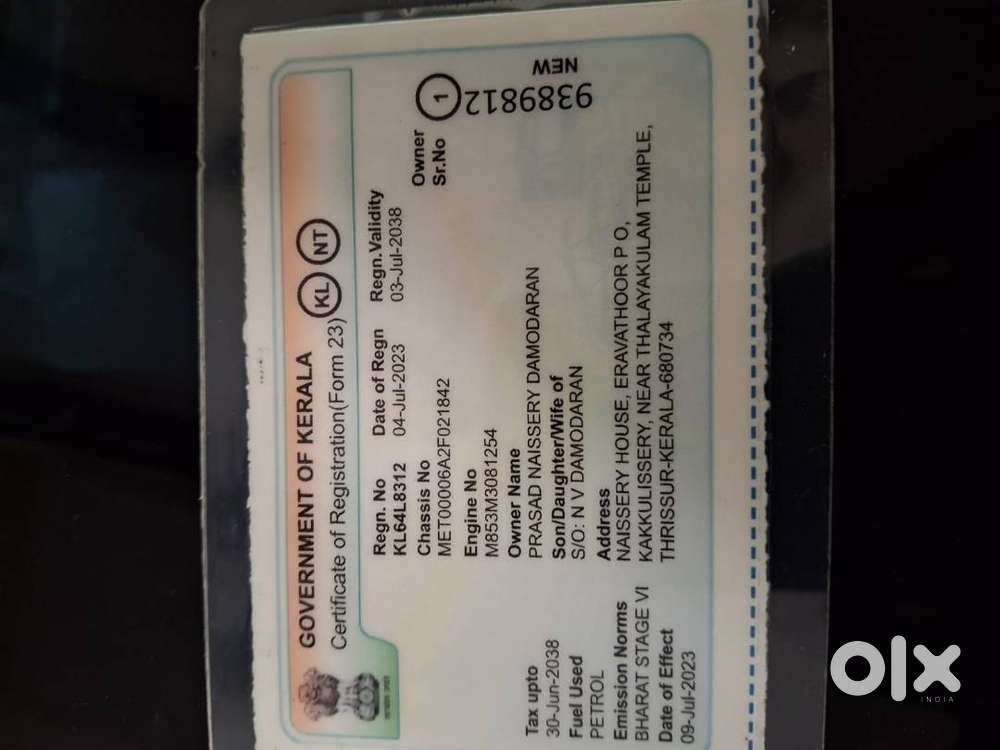 GOVERNMENT OF KERALA
Certificate of Registration(Form 23) KL NT
Regn. No Date of Regn Regn.Validity
KL64L8312 04-Jul-2023 03-Jul-2038
Chassis No
MET00006A2F021842
Owner
Sr.No 1
Engine No
M853M3081254
Owner Name
PRASAD NAISSERY DAMODARAN
Son/Daughter/Wife of
S/O: N V DAMODARAN
Address
NAISSERY HOUSE, ERAVATHOOR P O,
KAKKULISSERY, NEAR THALAYAKULAM TEMPLE,
THRISSUR-KERALA-680734
Tax upto
30-Jun-2038
Fuel Used
PETROL
Emission Norms
BHARAT STAGE VI
Date of Effect
09-Jul-2023
9389812
NEW
olx
INDIA